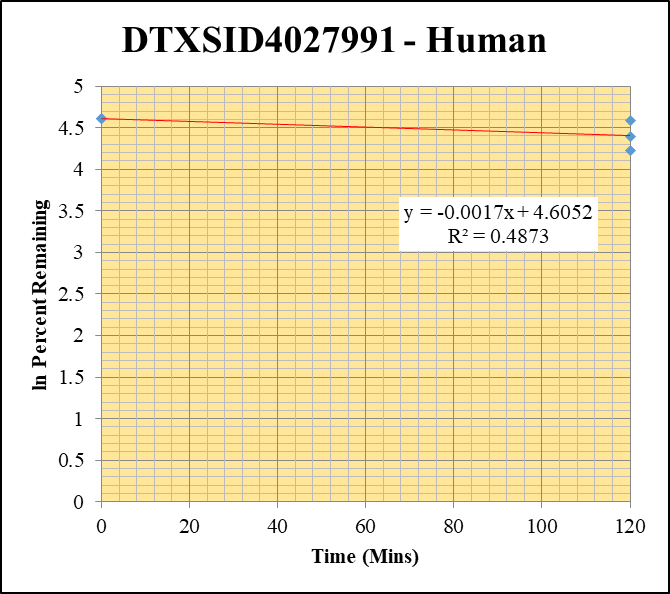 DTXSID4027991 - Human
5
4.5
4
3.5
3
2.5
2
1.5
1
0.5
0
ln Percent Remaining
y = -0.0017x + 4.6052
R² = 0.4873
0 20 40 60 80 100 120
Time (Mins)